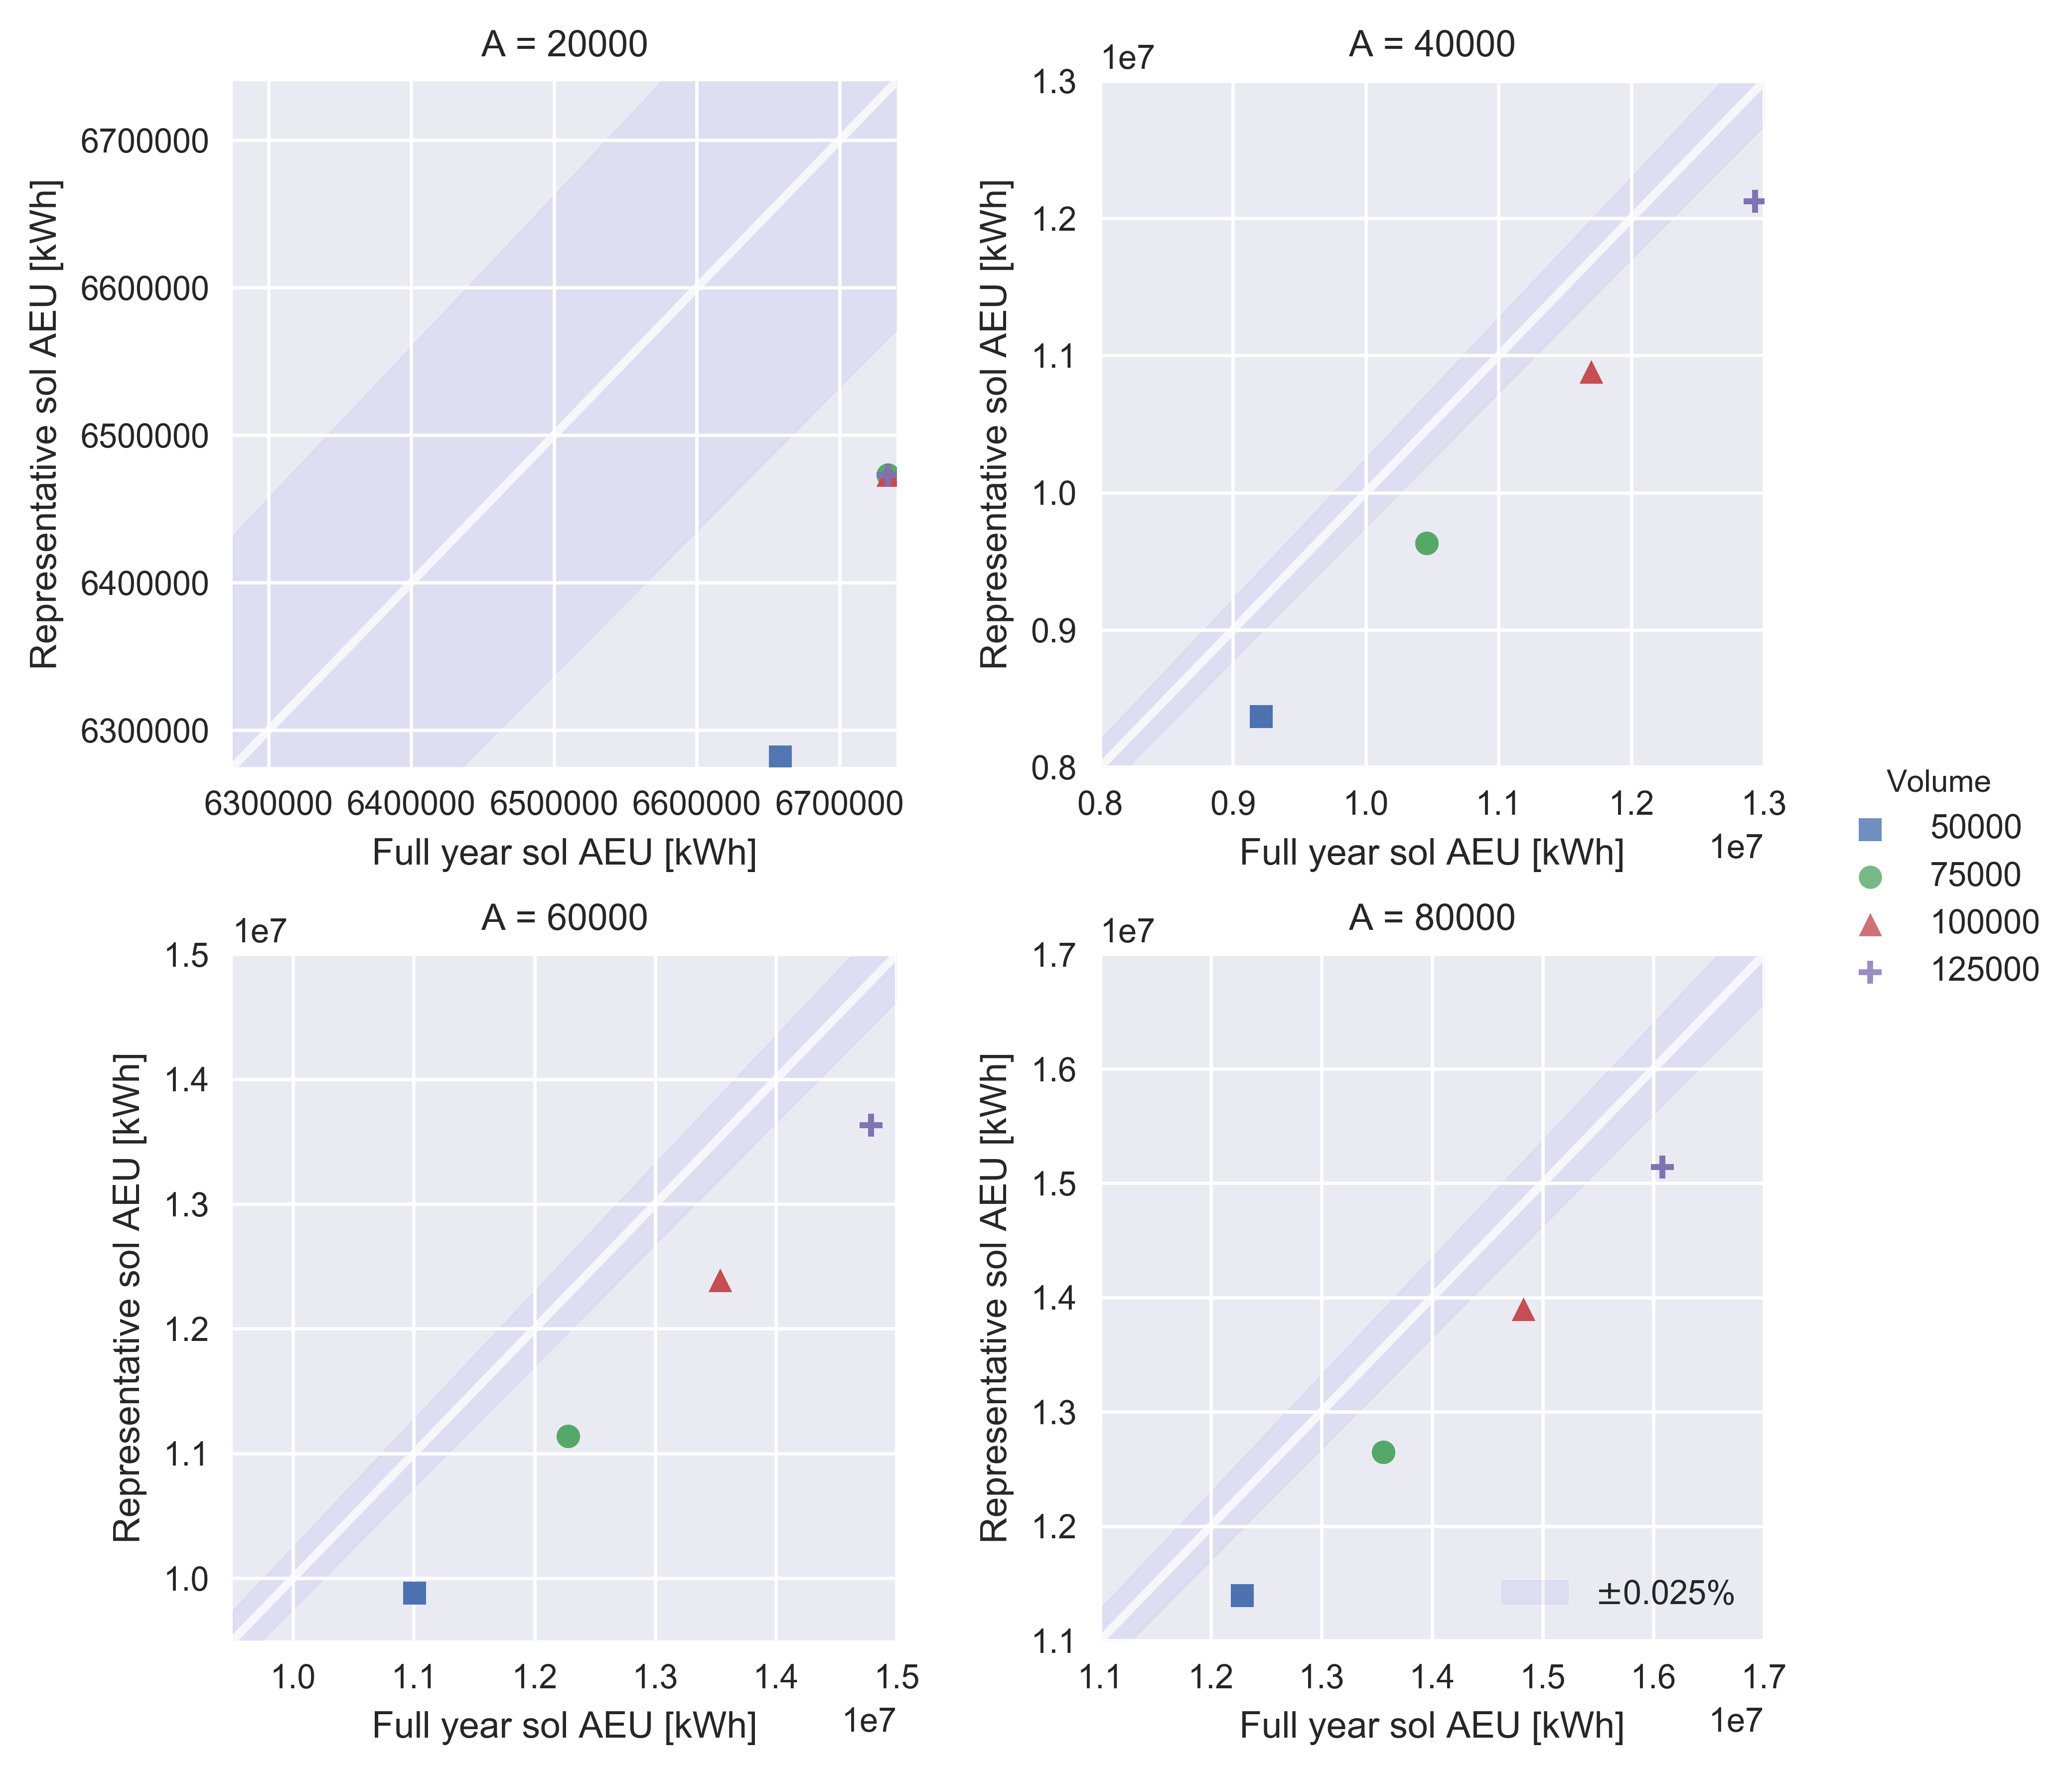 A = 20000
6700000
6600000
6500000
6400000
6300000
Representative sol AEU [kWh]
6300000 6400000 6500000 6600000 6700000
Full year sol AEU [kWh]
A = 40000
1e7
1.3
1.2
1.1
1.0
0.9
0.8
Representative sol AEU [kWh]
0.8 0.9 1.0 1.1 1.2 1.3
1e7
Full year sol AEU [kWh]
Volume
50000
75000
100000
125000
A = 60000
1e7
1.5
1.4
1.3
1.2
1.1
1.0
Representative sol AEU [kWh]
1.0 1.1 1.2 1.3 1.4 1.5
1e7
Full year sol AEU [kWh]
A = 80000
1e7
1.7
1.6
1.5
1.4
1.3
1.2
1.1
Representative sol AEU [kWh]
±0.025%
1.1 1.2 1.3 1.4 1.5 1.6 1.7
1e7
Full year sol AEU [kWh]